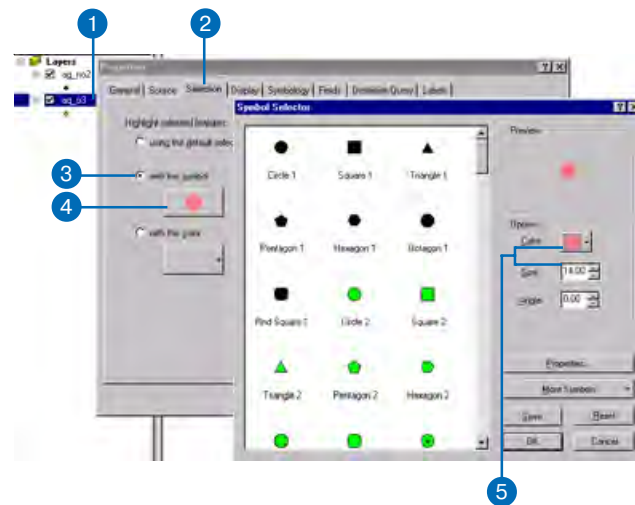 1
2
Layers
aq_no2
aq_o3
Properties
General Source Selection Display Symbology Fields Definition Query Labels
Highlight selected features:
using the default selec
3
with this symbol
4
with this color
Symbol Selector
Circle 1 Square 1 Triangle 1
Pentagon 1 Hexagon 1 Octagon 1
Rnd Square 1 Circle 2 Square 2
Triangle 2 Pentagon 2 Hexagon 2
Preview
Options
Color:
Size: 14.00
Angle: 0.00
5
Properties...
More Symbols
Save Reset
OK Cancel